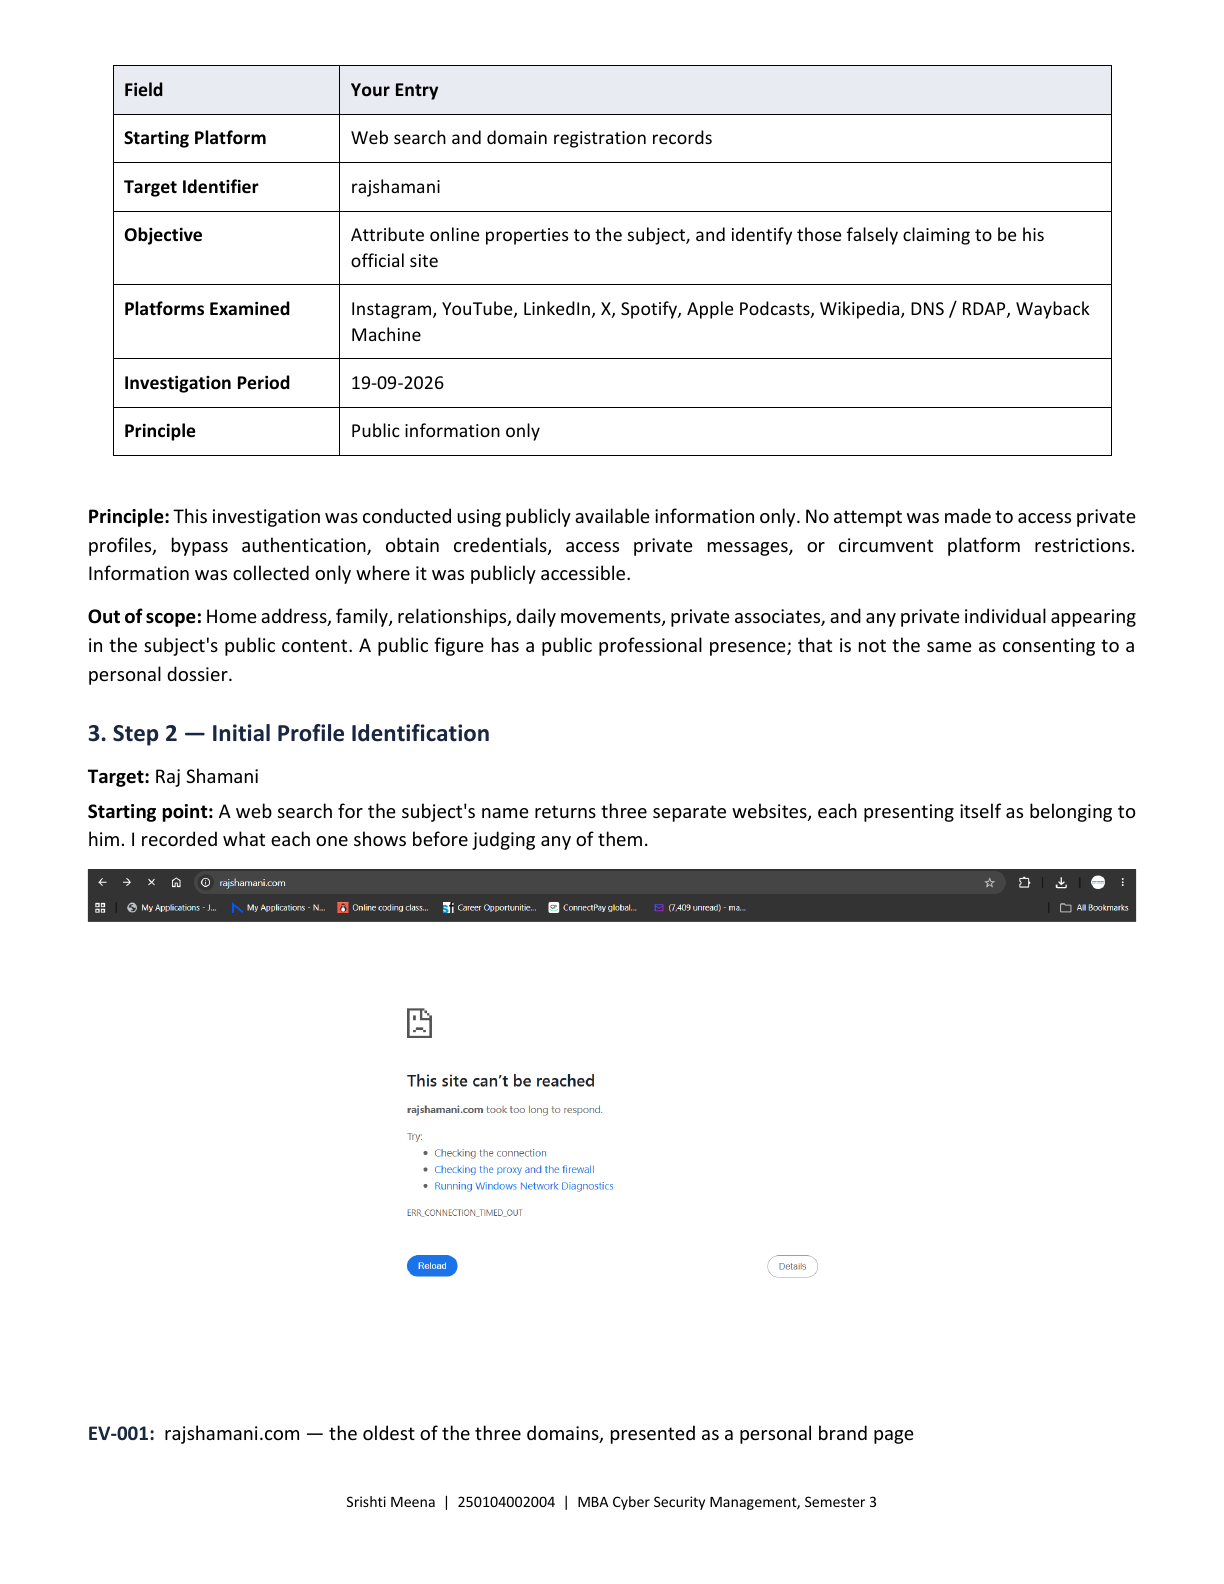 Field Your Entry
Starting Platform Web search and domain registration records
Target Identifier rajshamani
Objective Attribute online properties to the subject, and identify those falsely claiming to be his
official site
Platforms Examined Instagram, YouTube, LinkedIn, X, Spotify, Apple Podcasts, Wikipedia, DNS / RDAP, Wayback
Machine
Investigation Period 19-09-2026
Principle Public information only
Principle: This investigation was conducted using publicly available information only. No attempt was made to access private
profiles, bypass authentication, obtain credentials, access private messages, or circumvent platform restrictions.
Information was collected only where it was publicly accessible.
Out of scope: Home address, family, relationships, daily movements, private associates, and any private individual appearing
in the subject's public content. A public figure has a public professional presence; that is not the same as consenting to a
personal dossier.
3. Step 2 — Initial Profile Identification
Target: Raj Shamani
Starting point: A web search for the subject's name returns three separate websites, each presenting itself as belonging to
him. I recorded what each one shows before judging any of them.
rajshamani.com
My Applications - J... My Applications - N... Online coding class... Career Opportunitie... ConnectPay global... (7,409 unread) - ma... All Bookmarks
This site can't be reached
rajshamani.com took too long to respond.
Try:
• Checking the connection
• Checking the proxy and the firewall
• Running Windows Network Diagnostics
ERR_CONNECTION_TIMED_OUT
Reload Details
EV-001: rajshamani.com — the oldest of the three domains, presented as a personal brand page
Srishti Meena | 250104002004 | MBA Cyber Security Management, Semester 3